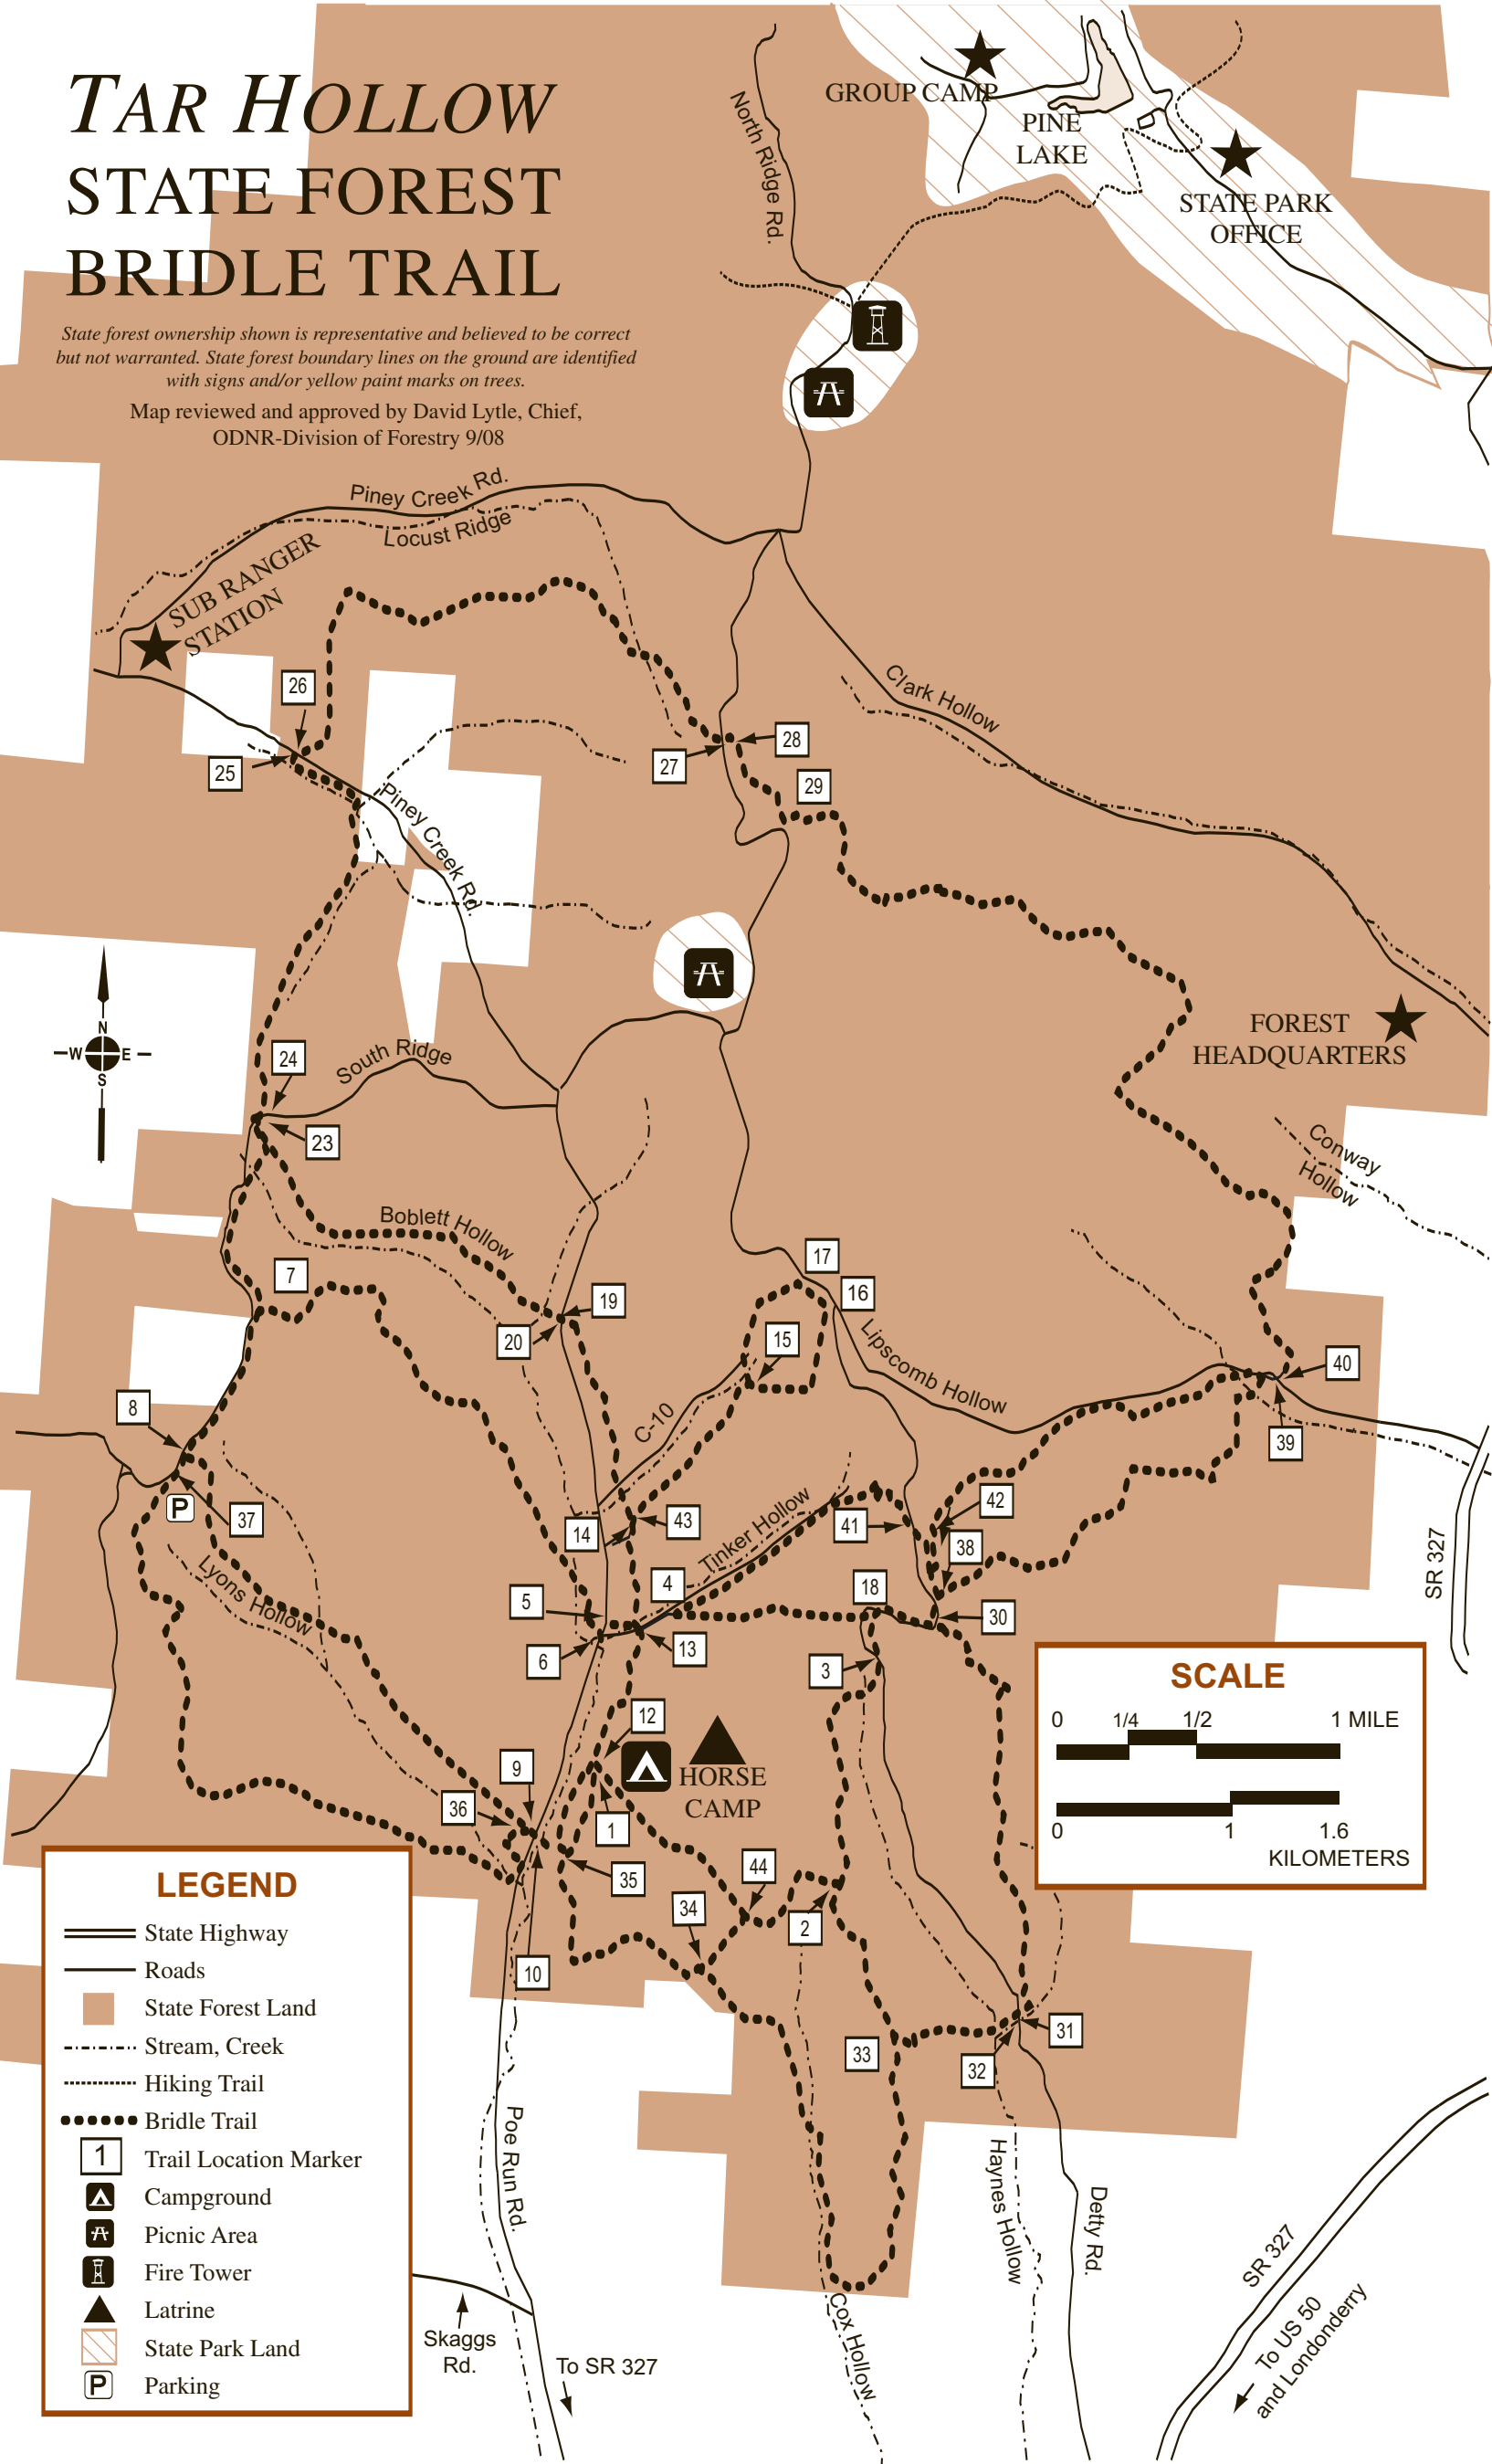 TAR HOLLOW
STATE FOREST
BRIDLE TRAIL
State forest ownership shown is representative and believed to be correct
but not warranted. State forest boundary lines on the ground are identified
with signs and/or yellow paint marks on trees.
Map reviewed and approved by David Lytle, Chief,
ODNR-Division of Forestry 9/08
GROUP CAMP
PINE
LAKE
STATE PARK
OFFICE
North Ridge Rd.
Piney Creek Rd.
Locust Ridge
SUB RANGER
STATION
Clark Hollow
26
25
27
28
29
Piney Creek Rd.
FOREST
HEADQUARTERS
N
W
E
S
24
South Ridge
23
Conway
Hollow
Boblett Hollow
7
19
20
17
16
15
Lipscomb Hollow
40
39
8
C-10
37
P
14
43
Tinker Hollow
41
42
38
SR 327
Lyons Hollow
5
4
18
30
6
13
3
12
HORSE
CAMP
9
36
1
35
44
34
2
10
33
31
32
SCALE
0
1/4
1/2
1 MILE
0
1
1.6
KILOMETERS
LEGEND
State Highway
Roads
State Forest Land
Stream, Creek
Hiking Trail
Bridle Trail
1
Trail Location Marker
Campground
Picnic Area
Fire Tower
Latrine
State Park Land
P
Parking
Poe Run Rd.
Skaggs
Rd.
To SR 327
Cox Hollow
Haynes Hollow
Detty Rd.
SR 327
To US 50
and Londonderry